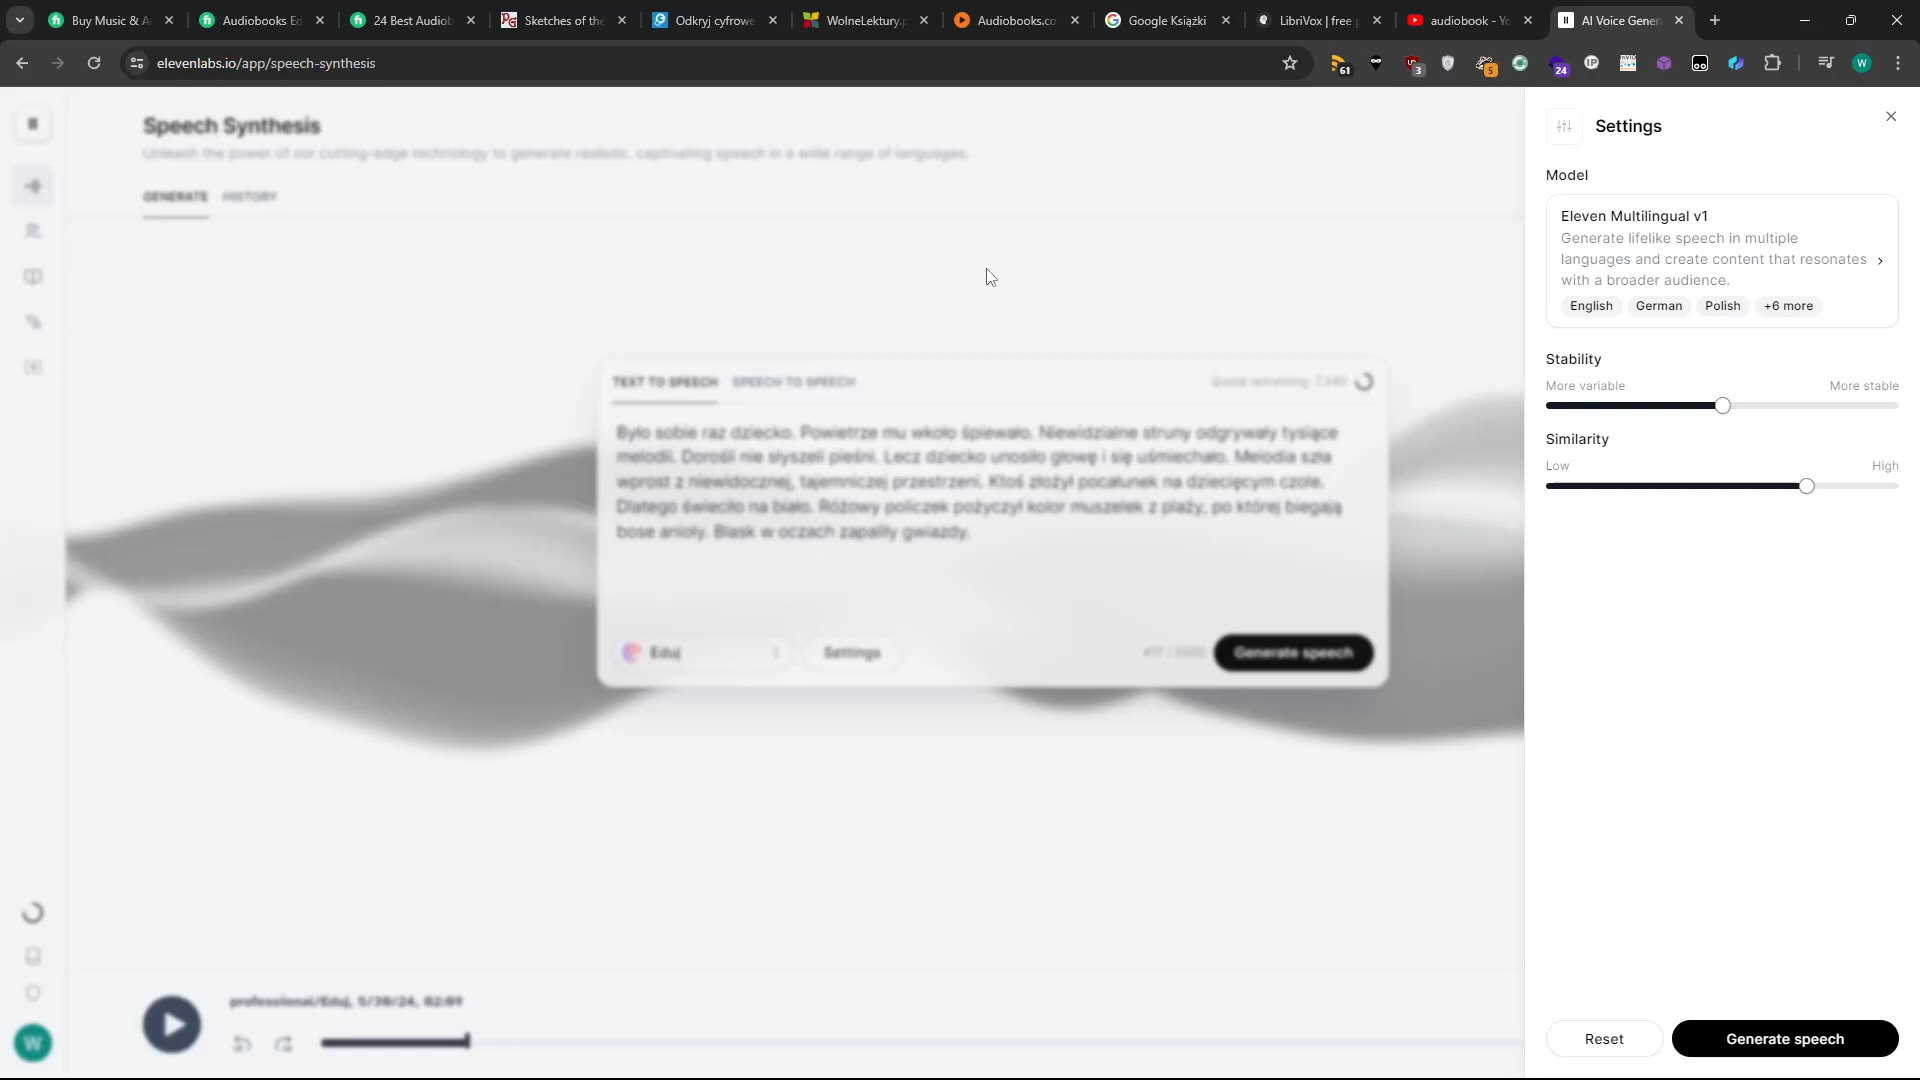 Buy Music & A
Audiobooks Ed
24 Best Audiob
Sketches of the
Odkryj cyfrowe
WolneLektury.p
Audiobooks.co
Google Książki
LibriVox | free p
audiobook - Yo
AI Voice Gener
elevenlabs.io/app/speech-synthesis
61
3
5
24
IP
W
Speech Synthesis
Unleash the power of our cutting-edge technology to generate realistic, captivating speech in a wide range of languages.
GENERATE HISTORY
TEXT TO SPEECH SPEECH TO SPEECH
Quota remaining:
Było sobie raz dziecko. Powietrze mu wkoło śpiewało. Niewidzialne struny odgrywały tysiące
melodii. Dorośli nie słyszeli pieśni. Lecz dziecko unosiło głowę i się uśmiechało. Melodia szła
wprost z niewidocznej, tajemniczej przestrzeni. Ktoś złożył pocałunek na dziecięcym czole.
Dlatego świeciło na biało. Różowy policzek pożyczył kolor muszelek z plaży, po której biegają
bose anioły. Blask w oczach zapaliły gwiazdy.
Eduj
Settings
Generate speech
professional/Eduj, 5/30/24, 02:09
W
Settings
Model
Eleven Multilingual v1
Generate lifelike speech in multiple
languages and create content that resonates
with a broader audience.
English German Polish +6 more
Stability
More variable More stable
Similarity
Low High
Reset Generate speech